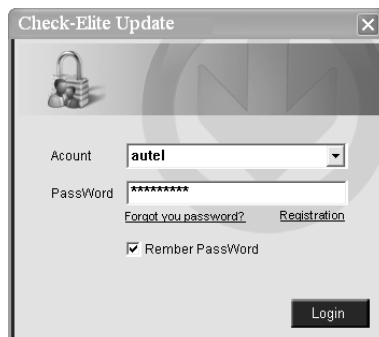 Check-Elite Update
Acount autel
PassWord *********
Forgot you password? Registration
Rember PassWord
Login